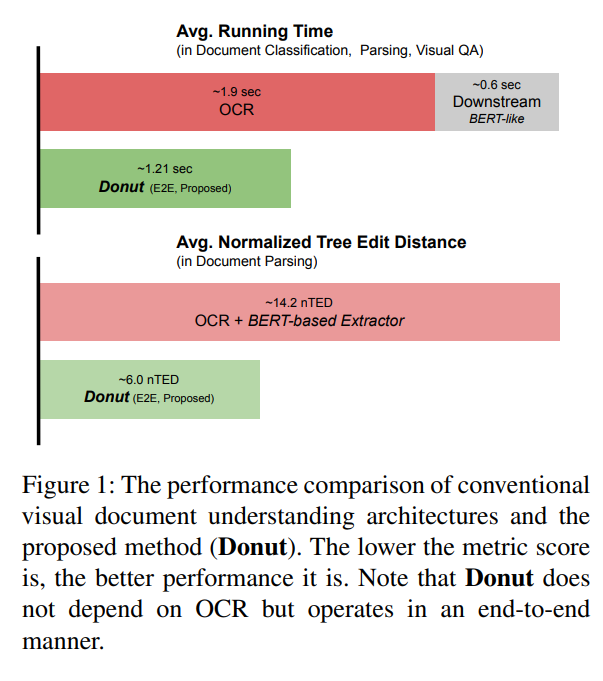 Avg. Running Time
(in Document Classification,  Parsing, Visual QA)
~1.9 sec
OCR
~0.6 sec
Downstream
BERT-like
~1.21 sec
Donut (E2E, Proposed)
Avg. Normalized Tree Edit Distance
(in Document Parsing)
~14.2 nTED
OCR + BERT-based Extractor
~6.0 nTED
Donut (E2E, Proposed)
Figure 1: The performance comparison of conventional
visual document understanding architectures and the
proposed method (Donut). The lower the metric score
is, the better performance it is. Note that Donut does
not depend on OCR but operates in an end-to-end
manner.